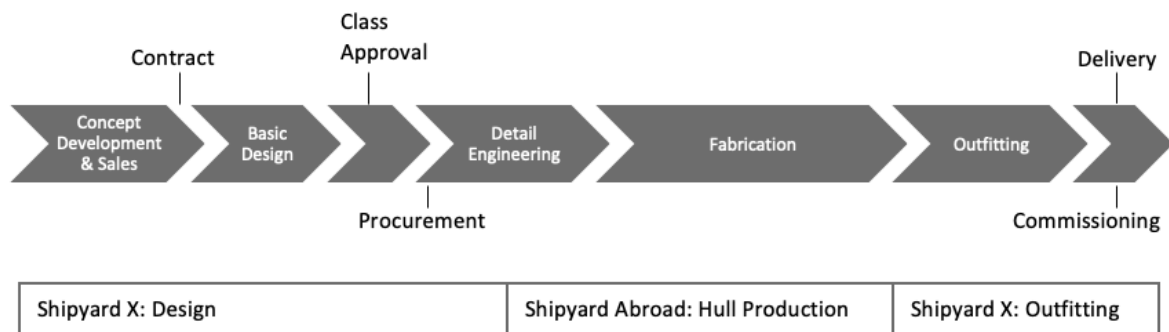 Class
Approval
Contract
Delivery
Concept
Development
& Sales
Basic
Design
Detail
Engineering
Fabrication
Outfitting
Procurement
Commissioning
Shipyard X: Design
Shipyard Abroad: Hull Production
Shipyard X: Outfitting